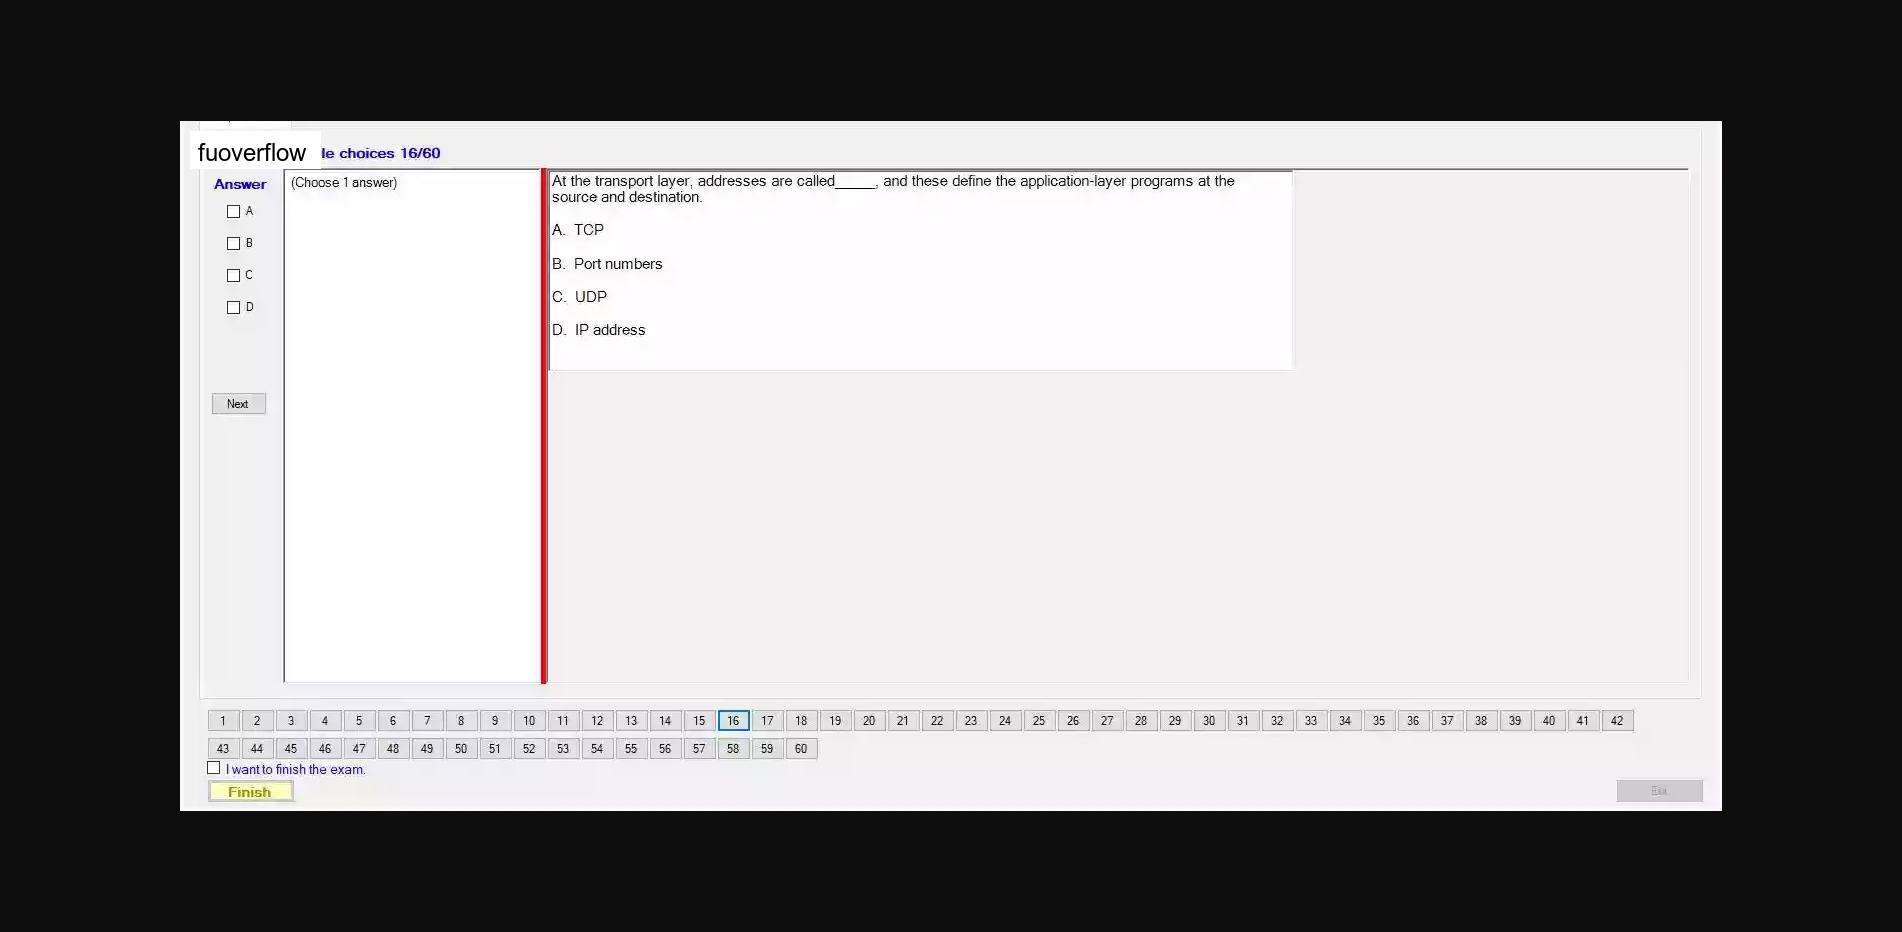 fuoverflow
le choices 16/60
Answer
(Choose 1 answer)
A
B
C
D
Next
At the transport layer, addresses are called_____, and these define the application-layer programs at the
source and destination.
A. TCP
B. Port numbers
C. UDP
D. IP address
1 2 3 4 5 6 7 8 9 10 11 12 13 14 15 16 17 18 19 20 21 22 23 24 25 26 27 28 29 30 31 32 33 34 35 36 37 38 39 40 41 42
43 44 45 46 47 48 49 50 51 52 53 54 55 56 57 58 59 60
I want to finish the exam.
Finish
Exit